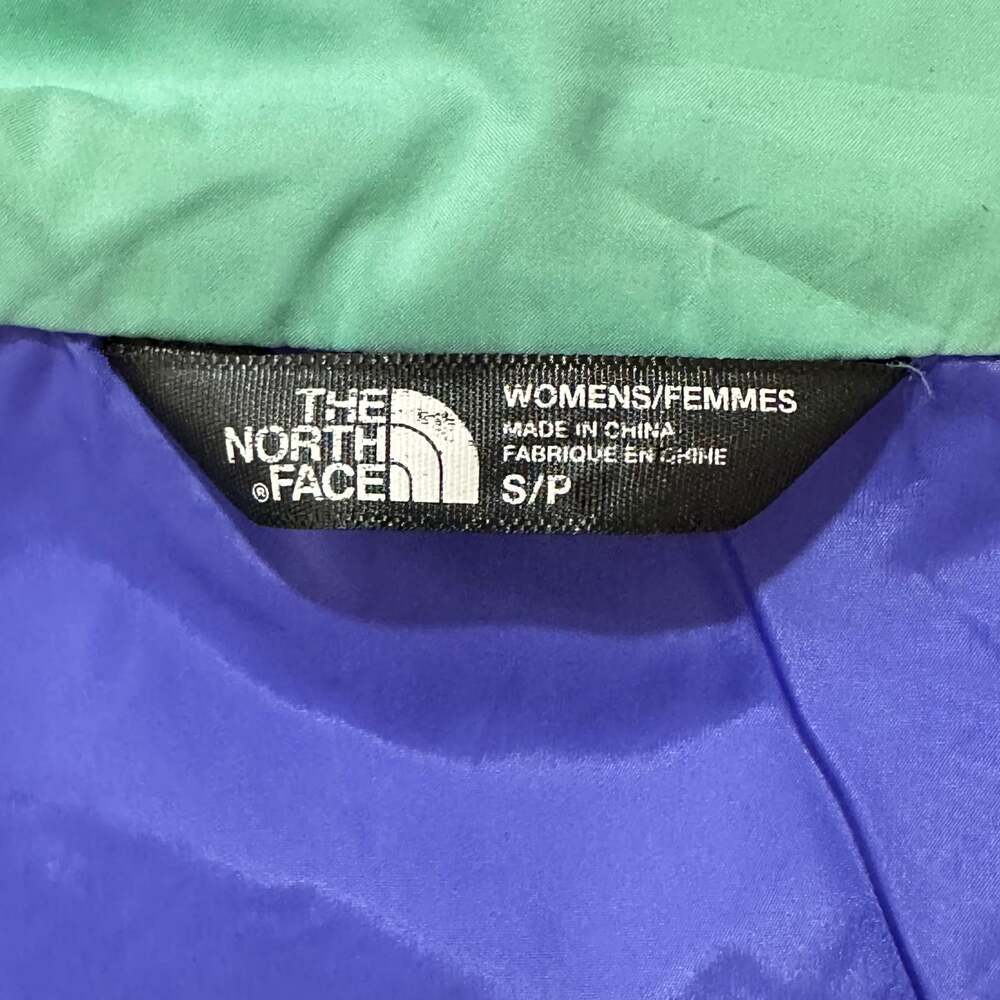 THE
NORTH
® FACE
WOMENS/FEMMES
MADE IN CHINA
FABRIQUE EN CHINE
S/P